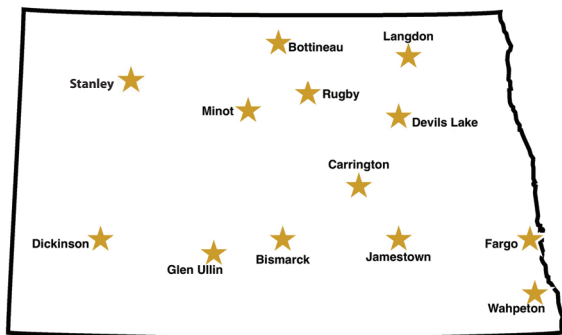 Langdon
Bottineau
Stanley
Rugby
Minot
Devils Lake
Carrington
Dickinson
Fargo
Jamestown
Bismarck
Glen Ullin
Wahpeton